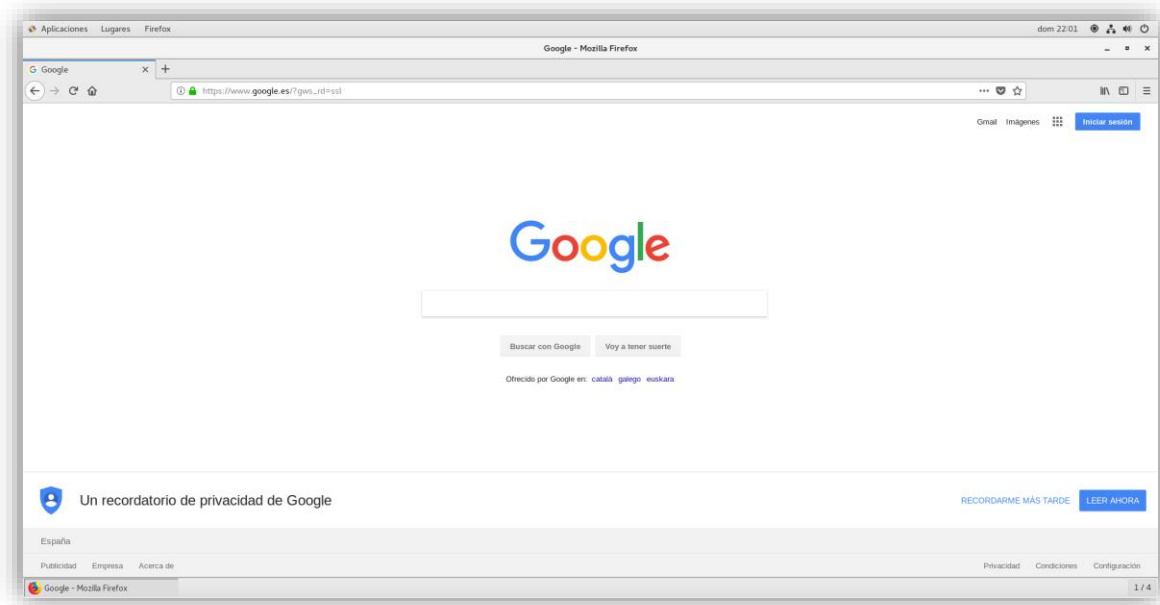 Aplicaciones Lugares Firefox dom 22:01
Google - Mozilla Firefox
G Google
https://www.google.es/?gws_rd=ssl
Gmail Imágenes Iniciar sesión
Google
Buscar con Google Voy a tener suerte
Ofrecido por Google en: català galego euskara
Un recordatorio de privacidad de Google RECORDARME MÁS TARDE LEER AHORA
España
Publicidad Empresa Acerca de Privacidad Condiciones Configuración
Google - Mozilla Firefox 1 / 4